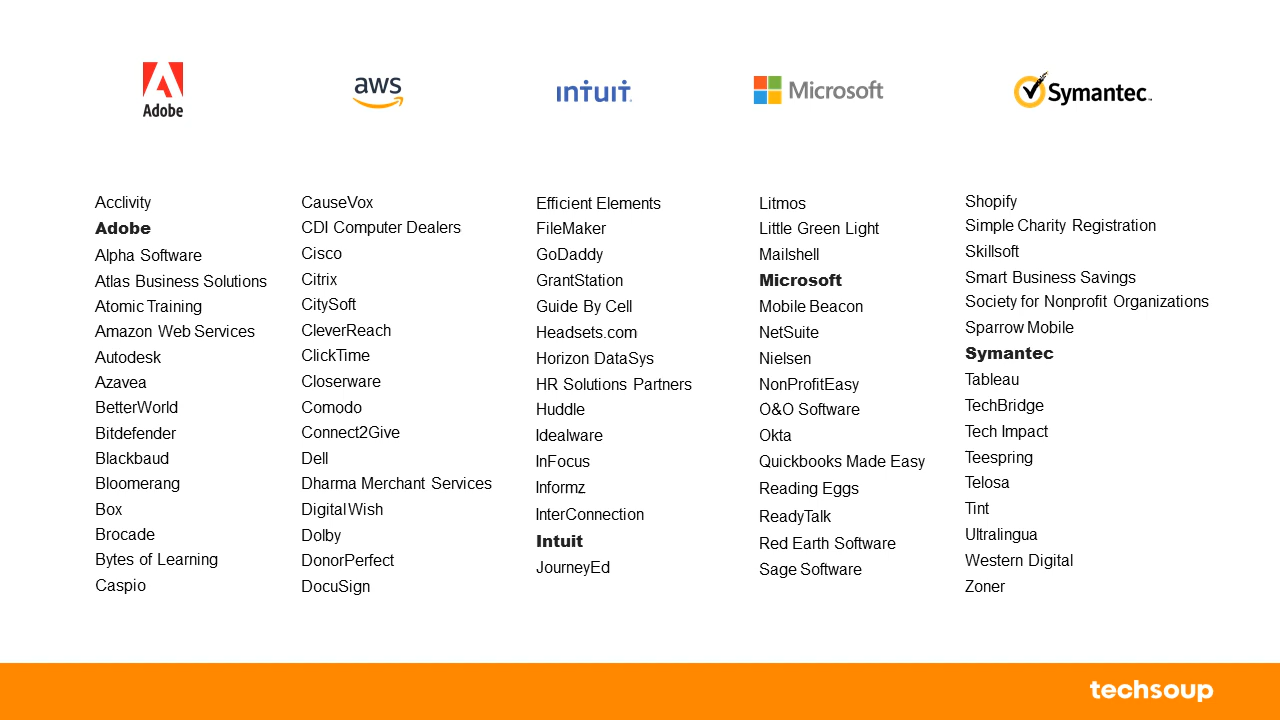 Adobe
aws
intuit.
Microsoft
Symantec™
Acclivity
Adobe
Alpha Software
Atlas Business Solutions
Atomic Training
Amazon Web Services
Autodesk
Azavea
BetterWorld
Bitdefender
Blackbaud
Bloomerang
Box
Brocade
Bytes of Learning
Caspio
CauseVox
CDI Computer Dealers
Cisco
Citrix
CitySoft
CleverReach
ClickTime
Closerware
Comodo
Connect2Give
Dell
Dharma Merchant Services
DigitalWish
Dolby
DonorPerfect
DocuSign
Efficient Elements
FileMaker
GoDaddy
GrantStation
Guide By Cell
Headsets.com
Horizon DataSys
HR Solutions Partners
Huddle
Idealware
InFocus
Informz
InterConnection
Intuit
JourneyEd
Litmos
Little Green Light
Mailshell
Microsoft
Mobile Beacon
NetSuite
Nielsen
NonProfitEasy
O&O Software
Okta
Quickbooks Made Easy
Reading Eggs
ReadyTalk
Red Earth Software
Sage Software
Shopify
Simple Charity Registration
Skillsoft
Smart Business Savings
Society for Nonprofit Organizations
Sparrow Mobile
Symantec
Tableau
TechBridge
Tech Impact
Teespring
Telosa
Tint
Ultralingua
Western Digital
Zoner
techsoup